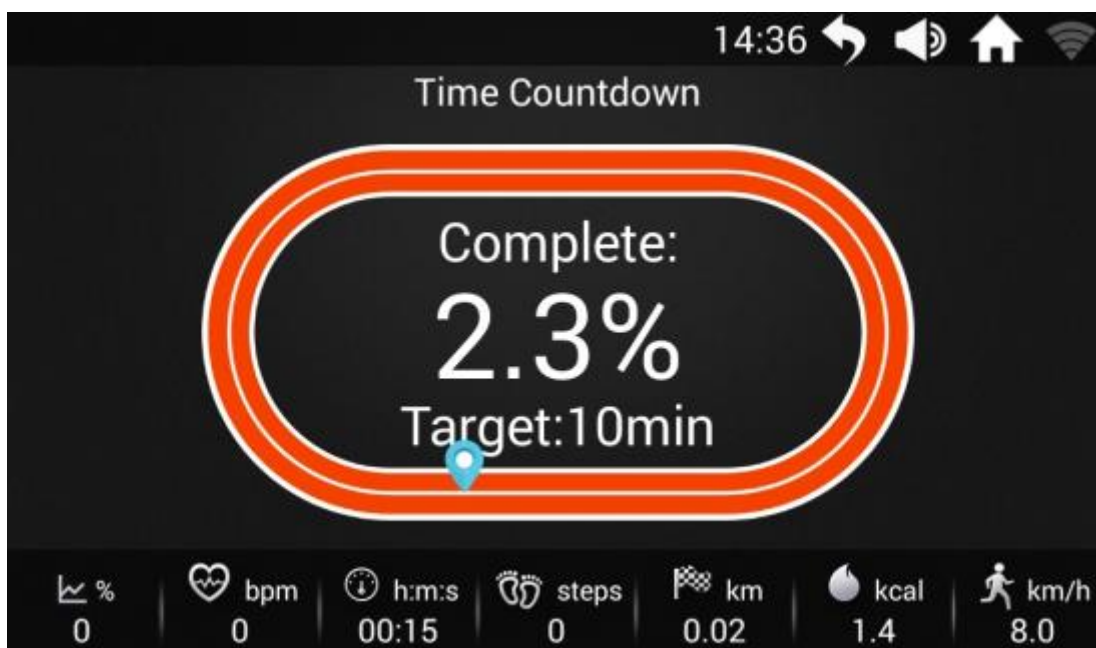 14:36
Time Countdown
Complete:
2.3%
Target:10min
% bpm h:m:s steps km kcal km/h
0 0 00:15 0 0.02 1.4 8.0